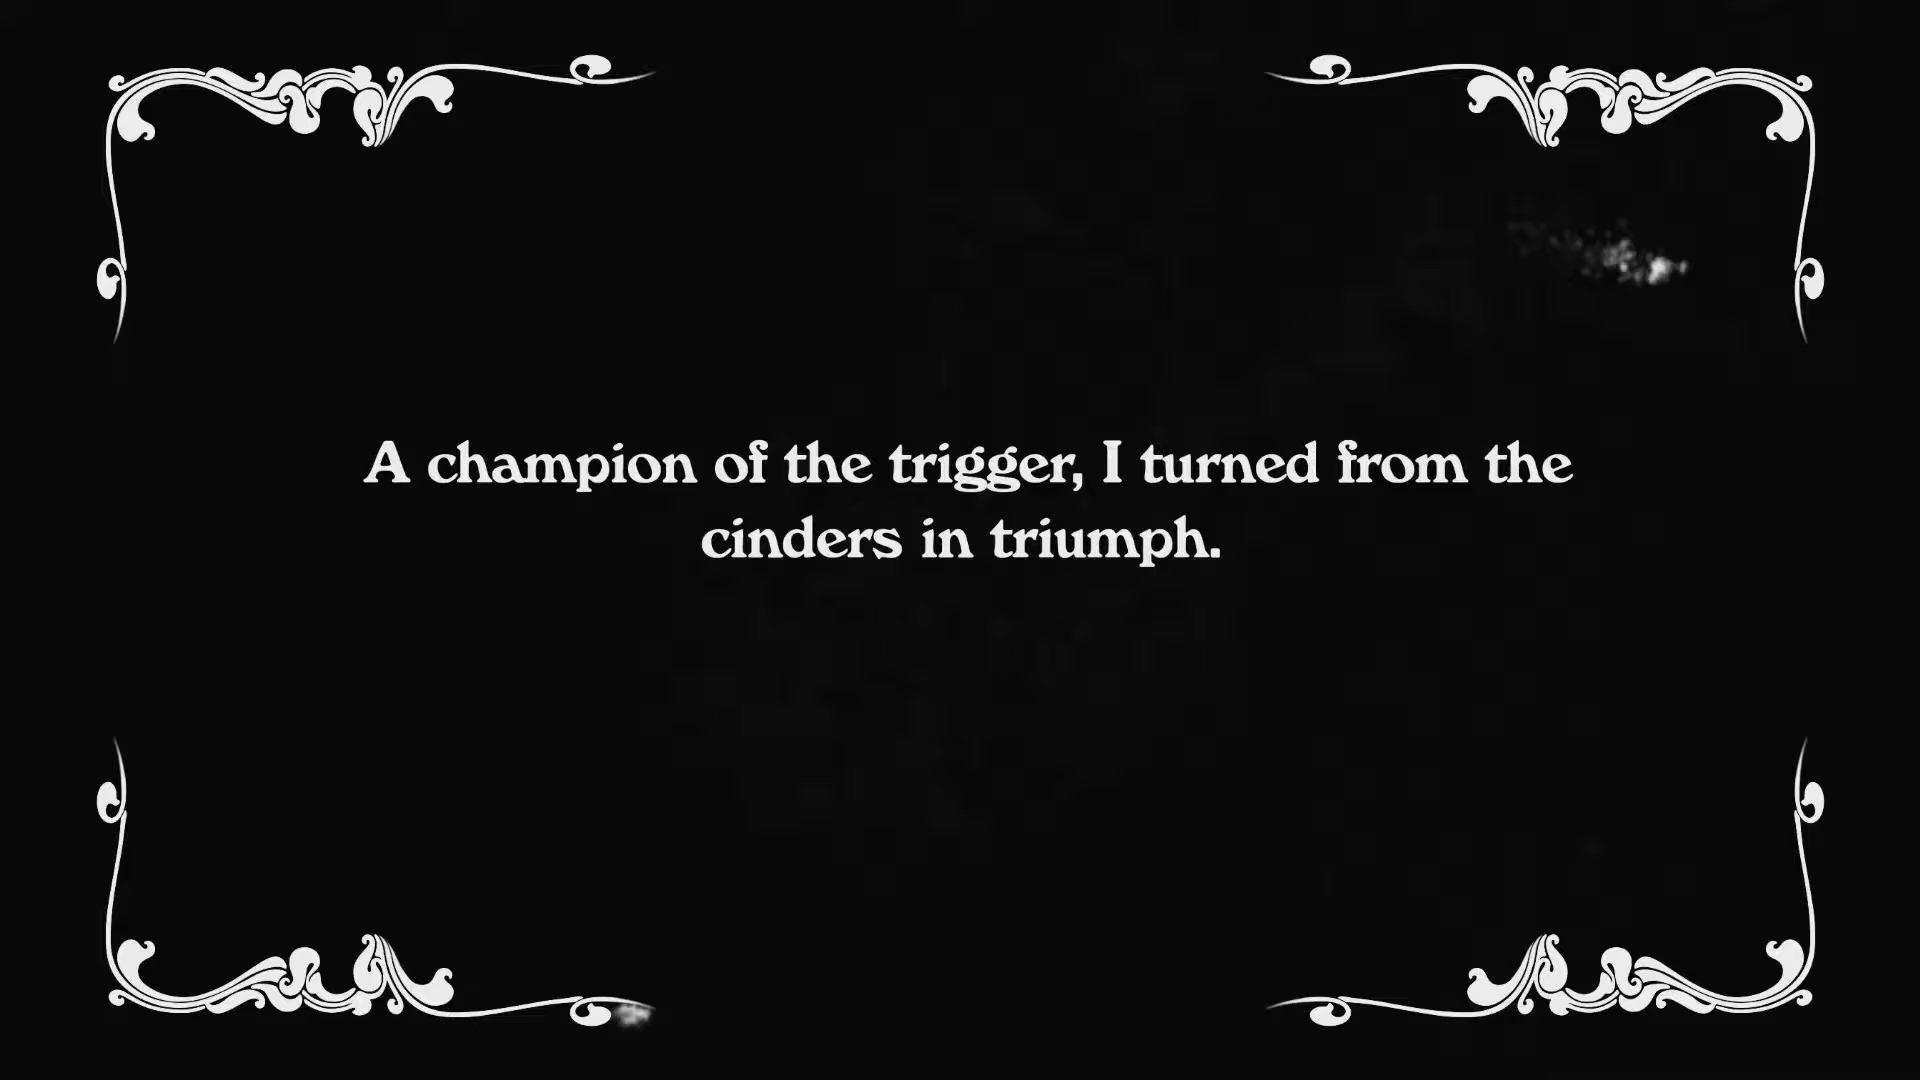 A champion of the trigger, I turned from the
cinders in triumph.